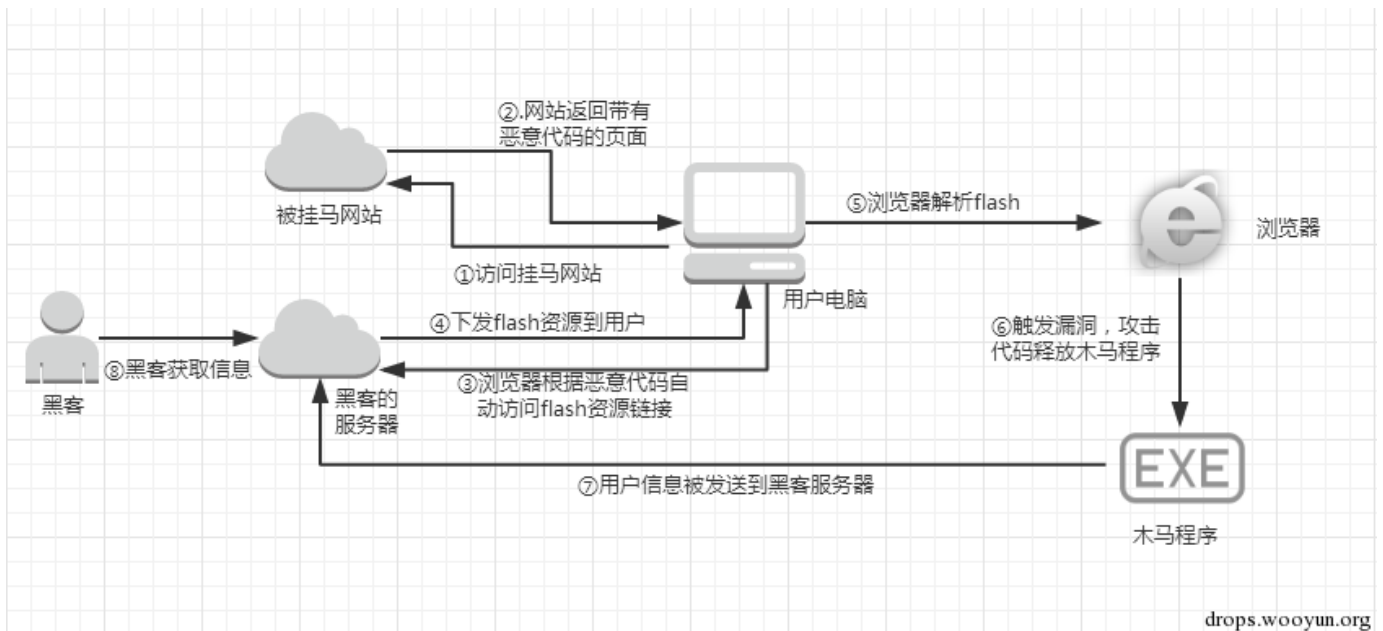 ②.网站返回带有
恶意代码的页面
被挂马网站
①访问挂马网站
⑤浏览器解析flash
浏览器
用户电脑
④下发flash资源到用户
⑥触发漏洞，攻击
代码释放木马程序
⑧黑客获取信息
黑客
黑客的
服务器
③浏览器根据恶意代码自
动访问flash资源链接
EXE
⑦用户信息被发送到黑客服务器
木马程序
drops.wooyun.org